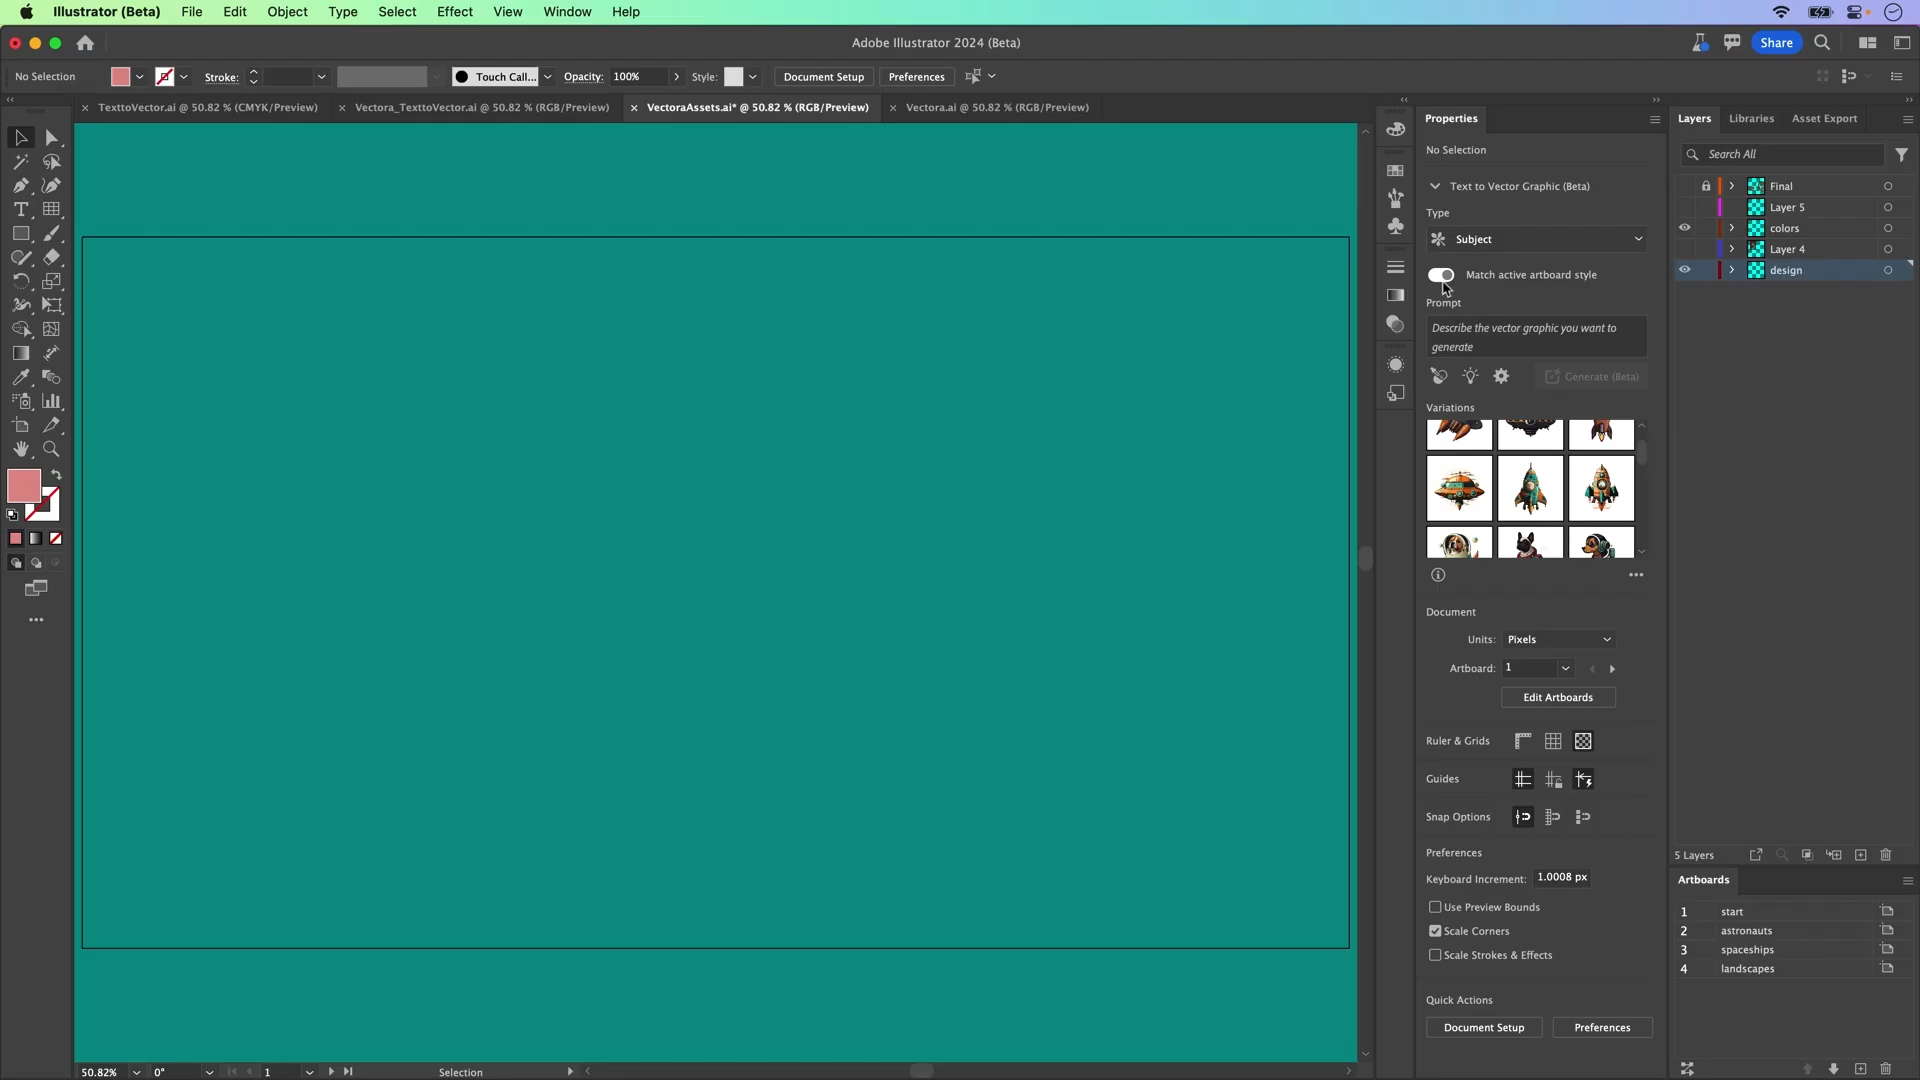 Illustrator (Beta) File Edit Object Type Select Effect View Window Help
Adobe Illustrator 2024 (Beta)
Share
No Selection
Stroke:
Touch Call...
Opacity: 100%
Style:
Document Setup
Preferences
TexttoVector.ai @ 50.82 % (CMYK/Preview)
Vectora_TexttoVector.ai @ 50.82 % (RGB/Preview)
VectoraAssets.ai* @ 50.82 % (RGB/Preview)
Vectora.ai @ 50.82 % (RGB/Preview)
Properties
No Selection
Text to Vector Graphic (Beta)
Type
Subject
Match active artboard style
Prompt
Describe the vector graphic you want to
generate
Generate (Beta)
Variations
Document
Units: Pixels
Artboard: 1
Edit Artboards
Ruler & Grids
Guides
Snap Options
Preferences
Keyboard Increment: 1.0008 px
Use Preview Bounds
Scale Corners
Scale Strokes & Effects
Quick Actions
Document Setup
Preferences
Layers Libraries Asset Export
Search All
Final
Layer 5
colors
Layer 4
design
5 Layers
Artboards
1 start
2 astronauts
3 spaceships
4 landscapes
50.82% 0° 1 Selection